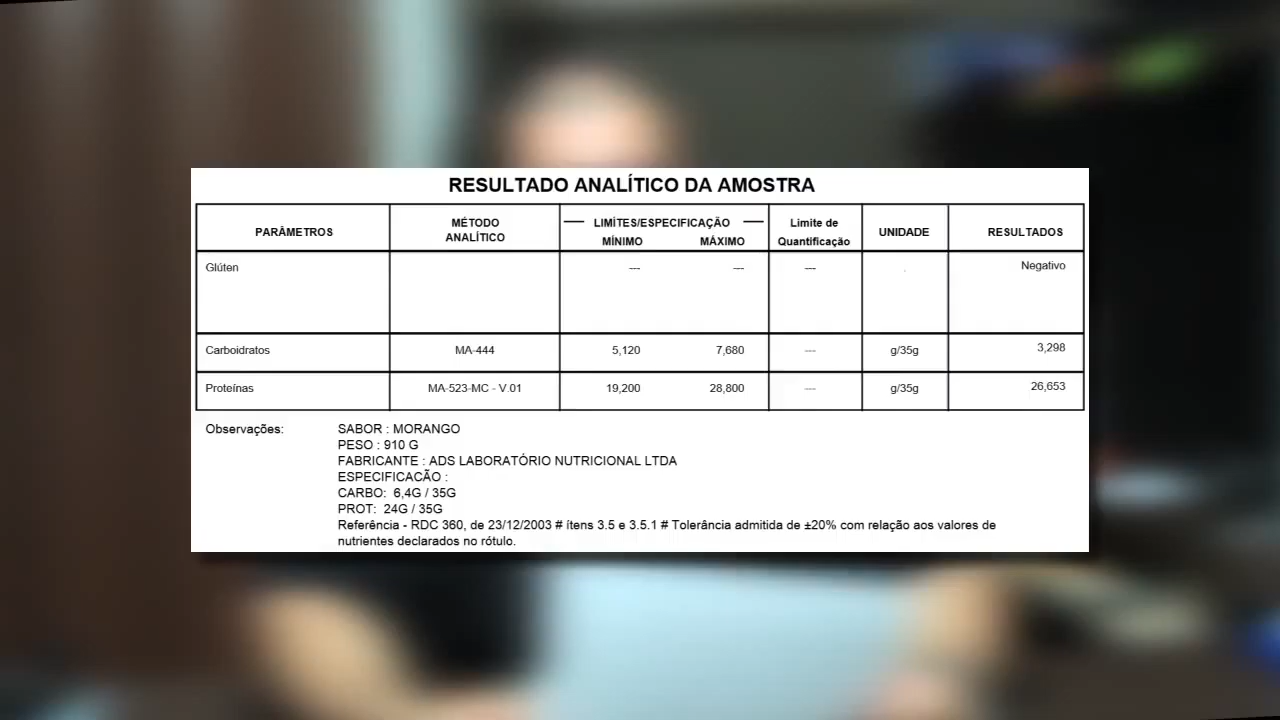 RESULTADO ANALÍTICO DA AMOSTRA
PARÂMETROS
MÉTODO
ANALÍTICO
LIMÍTES/ESPECIFICAÇÃO
MÍNIMO MÁXIMO
Limite de
Quantificação
UNIDADE
RESULTADOS
Glúten --- --- --- Negativo
Carboidratos MA-444 5,120 7,680 --- g/35g 3,298
Proteínas MA-523-MC - V.01 19,200 28,800 --- g/35g 26,653
Observações: SABOR : MORANGO
PESO : 910 G
FABRICANTE : ADS LABORATÓRIO NUTRICIONAL LTDA
ESPECIFICACÃO :
CARBO: 6,4G / 35G
PROT: 24G / 35G
Referência - RDC 360, de 23/12/2003 # ítens 3.5 e 3.5.1 # Tolerância admitida de ±20% com relação aos valores de
nutrientes declarados no rótulo.